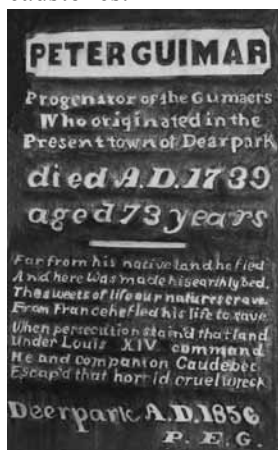 PETER GUIMAR
Progenator of the Gumaers
Who originated in the
Present town of Dearpark
died A.D. 1739
aged 73 years
Far from his native land he fled
And here Was made his earthly bed.
The sweets of life our natures crave
From France he fled his life to save
When persecution stain'd that land
Under Louis XIV command
He and companion Caudebec
Escap'd that horrid cruel wreck
Deerpark A.D. 1856
P. E. G.